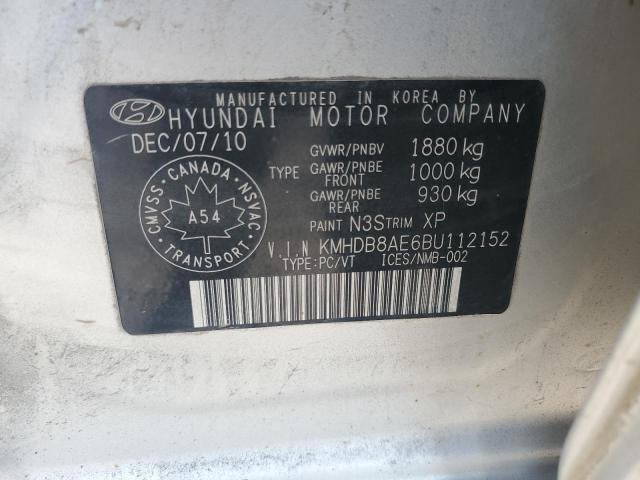 MANUFACTURED IN KOREA BY
HYUNDAI MOTOR COMPANY
DEC/07/10
GVWR/PNBV 1880 kg
TYPE GAWR/PNBE FRONT 1000 kg
GAWR/PNBE REAR 930 kg
CMVSS · CANADA · NSVAC
A54
TRANSPORT
PAINT N3S TRIM XP
V.I.N KMHDB8AE6BU112152
TYPE:PC/VT ICES/NMB-002